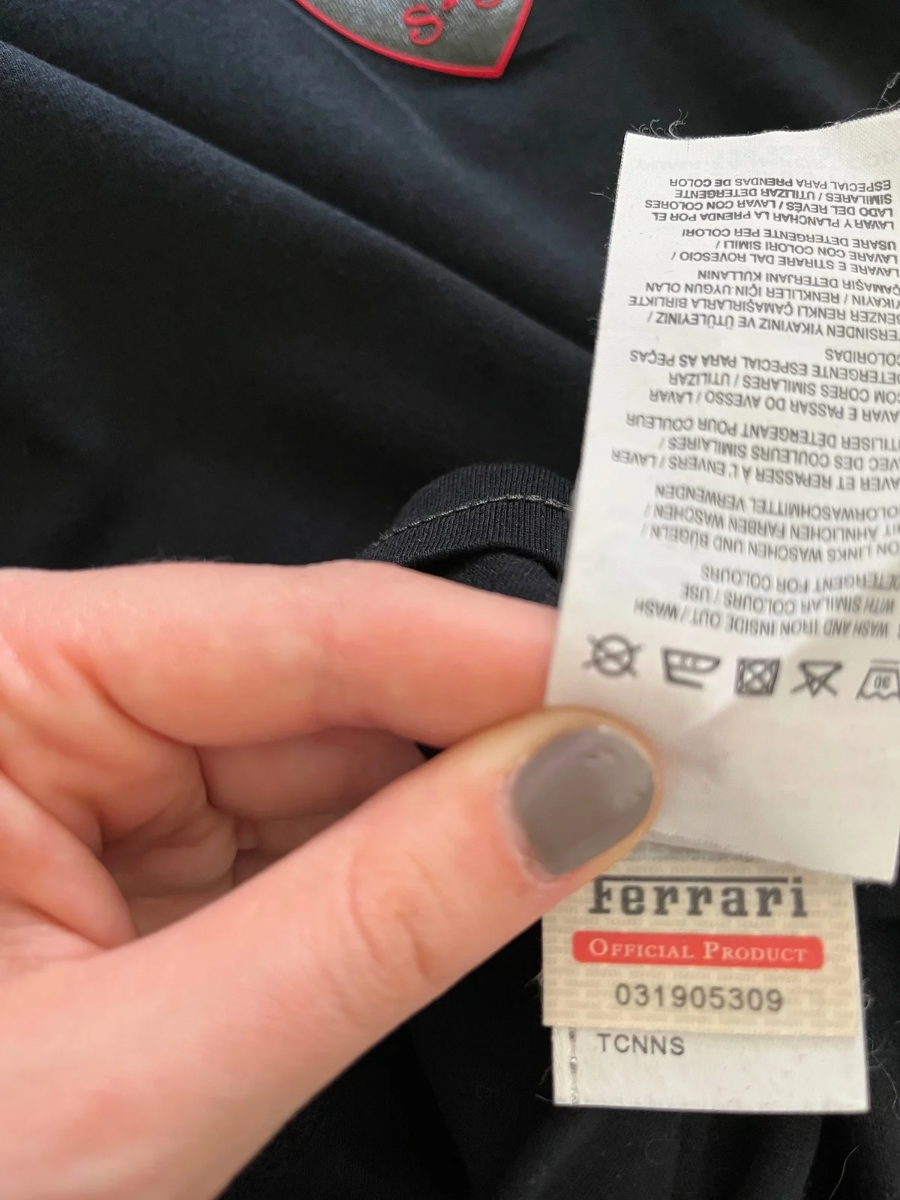 30
WASH AND IRON INSIDE OUT / WASH
WITH SIMILAR COLOURS / USE
DETERGENT FOR COLOURS
LINKS WASCHEN UND BÜGELN /
ÄHNLICHEN FARBEN WASCHEN /
OLORWASCHMITTEL VERWENDEN
AVER ET REPASSER À L'ENVERS / LAVER
AVEC DES COULEURS SIMILAIRES /
UTILISER DETERGENT POUR COULEUR
AVAR E PASSAR DO AVESSO / LAVAR
COM CORES SIMILARES / UTILIZAR
DETERGENTE ESPECIAL PARA AS PEÇAS
COLORIDAS
TERSINDEN YIKAYINIZ VE ÜTÜLEYINIZ /
BENZER RENKLI ÇAMAŞIRLARLA BIRLIKTE
YIKAYIN / RENKLILER IÇIN UYGUN OLAN
ÇAMAŞIR DETERJANI KULLANIN
LAVARE E STIRARE DAL ROVESCIO /
LAVARE CON COLORI SIMILI /
USARE DETERGENTE PER COLORI
LAVAR Y PLANCHAR LA PRENDA POR EL
LADO DEL REVÉS / LAVAR CON COLORES
SIMILARES / UTILIZAR DETERGENTE
ESPECIAL PARA PRENDAS DE COLOR
Ferrari
OFFICIAL PRODUCT
031905309
TCNNS